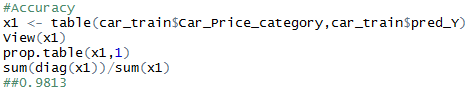 #Accuracy
x1 <- table(car_train$Car_Price_category,car_train$pred_Y)
View(x1)
prop.table(x1,1)
sum(diag(x1))/sum(x1)
##0.9813